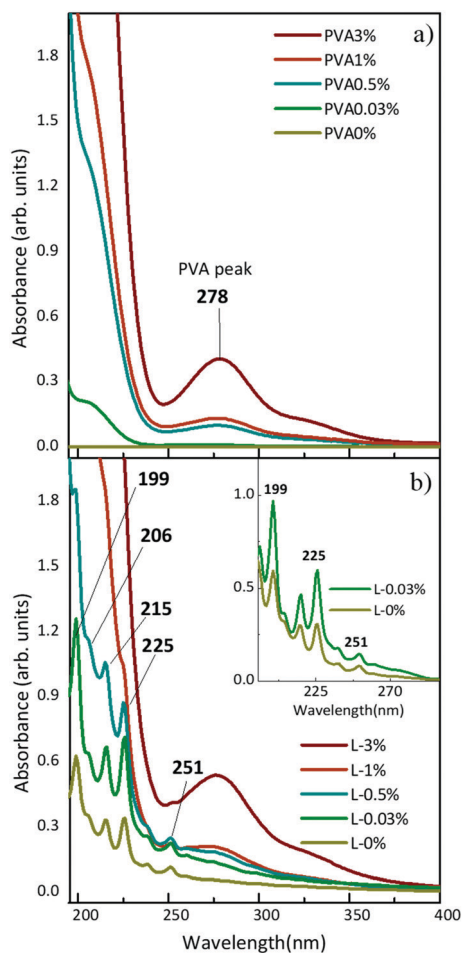 a)
PVA3%
PVA1%
PVA0.5%
PVA0.03%
PVA0%
2.0
1.8
1.5
1.2
0.9
0.6
0.3
0.0
Absorbance (arb. units)
PVA peak
278
b)
199
206
215
225
251
1.8
1.5
1.2
0.9
0.6
0.3
0.0
Absorbance (arb. units)
1.0
0.5
0.0
199
225
251
L-0.03%
L-0%
225 270
Wavelength(nm)
L-3%
L-1%
L-0.5%
L-0.03%
L-0%
200 250 300 350 400
Wavelength(nm)